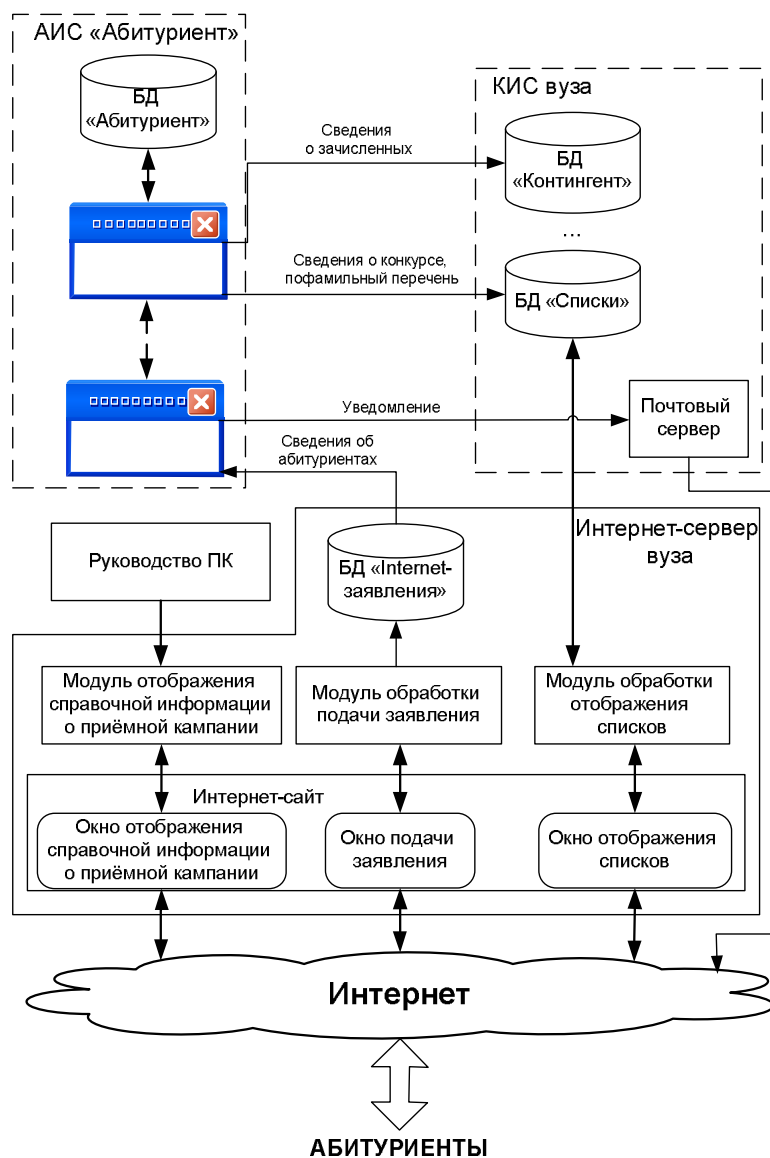 АИС «Абитуриент»
БД
«Абитуриент»
КИС вуза
Сведения
о зачисленных
БД
«Контингент»
...
Сведения о конкурсе,
пофамильный перечень
БД «Списки»
Уведомление
Почтовый
сервер
Сведения об
абитуриентах
Интернет-сервер
вуза
Руководство ПК
БД «Internet-
заявления»
Модуль отображения
справочной информации
о приёмной кампании
Модуль обработки
подачи заявления
Модуль обработки
отображения
списков
Интернет-сайт
Окно отображения
справочной информации
о приёмной кампании
Окно подачи
заявления
Окно отображения
списков
Интернет
АБИТУРИЕНТЫ